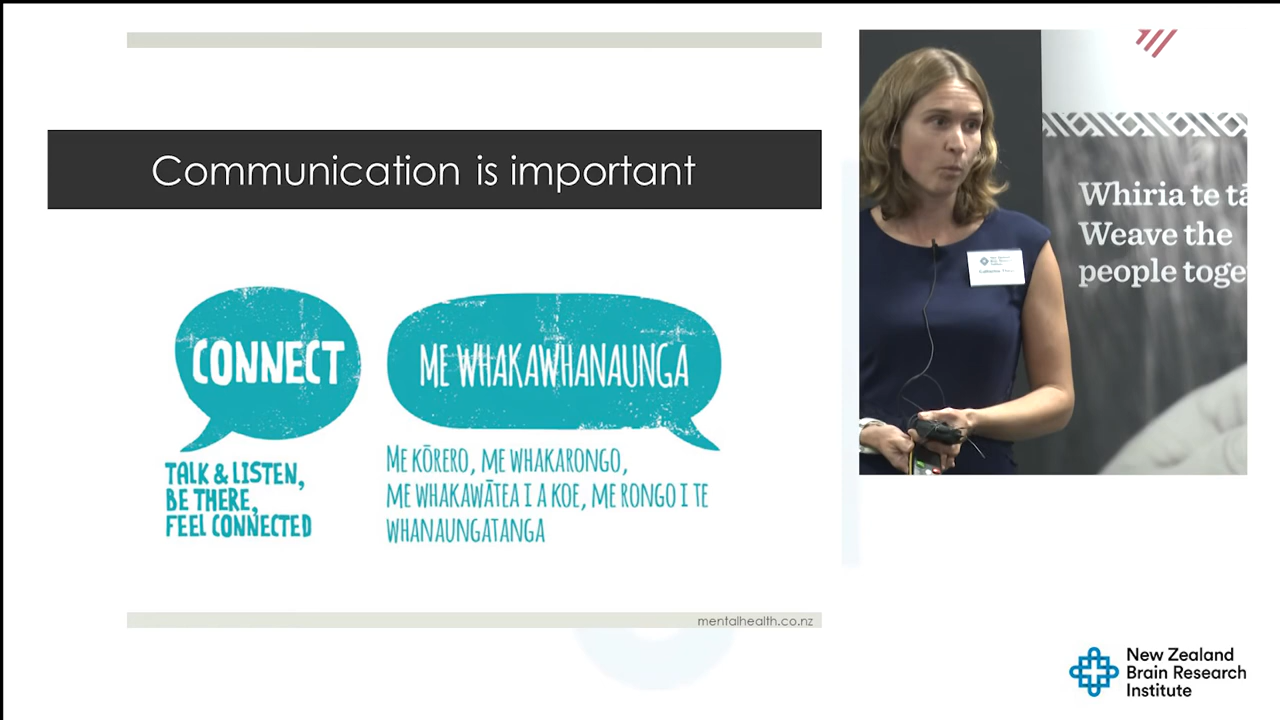 Communication is important
CONNECT
TALK & LISTEN,
BE THERE,
FEEL CONNECTED
ME WHAKAWHANAUNGA
ME KŌRERO, ME WHAKARONGO,
ME WHAKAWĀTEA I A KOE, ME RONGO I TE
WHANAUNGATANGA
mentalhealth.co.nz
Whiria te tā
Weave the
people toge
New Zealand
Brain Research
Institute